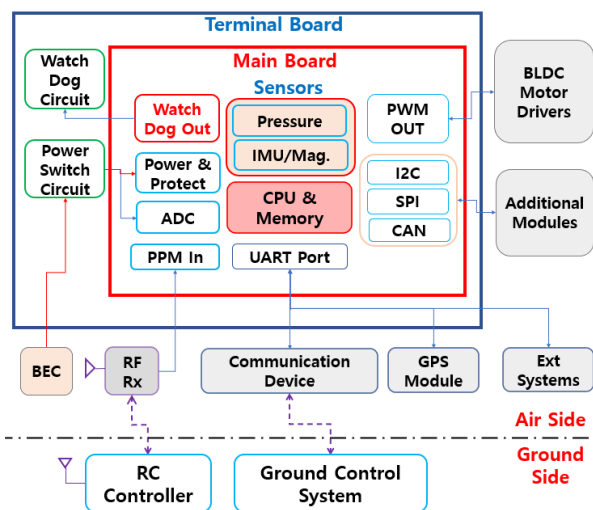 Terminal Board
Main Board
Watch
Dog
Circuit
Sensors
Watch
Dog Out
Pressure
IMU/Mag.
PWM
OUT
BLDC
Motor
Drivers
Power
Switch
Circuit
Power &
Protect
ADC
CPU &
Memory
I2C
SPI
CAN
Additional
Modules
PPM In
UART Port
BEC
RF
Rx
Communication
Device
GPS
Module
Ext
Systems
Air Side
Ground
Side
RC
Controller
Ground Control
System